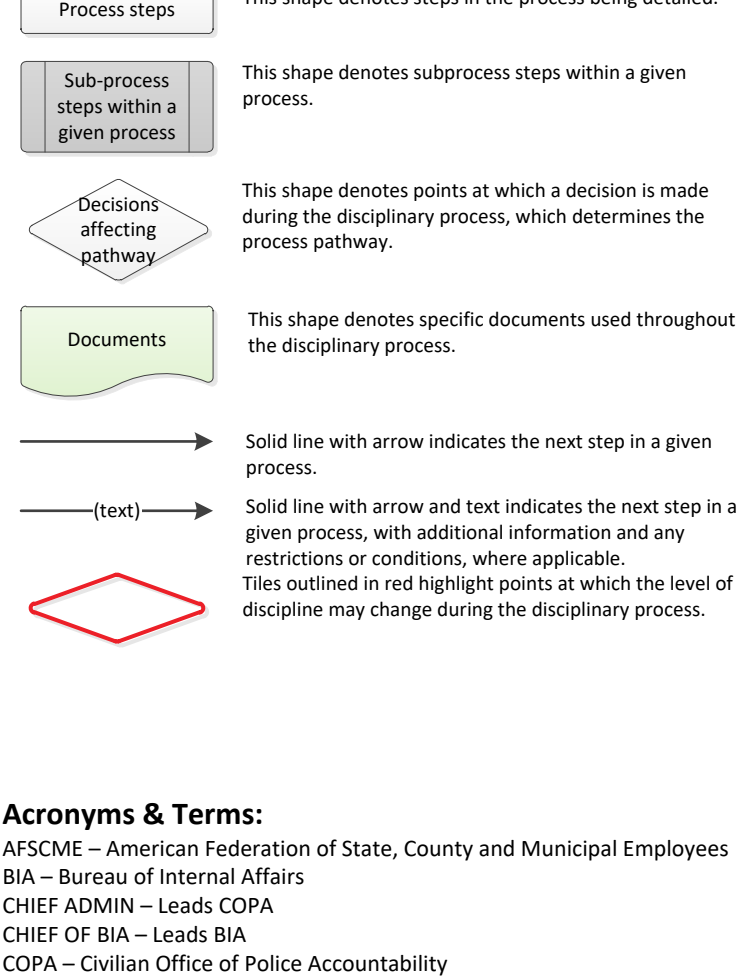 Process steps
This shape denotes steps in the process being detailed.
Sub-process
steps within a
given process
This shape denotes subprocess steps within a given
process.
Decisions
affecting
pathway
This shape denotes points at which a decision is made
during the disciplinary process, which determines the
process pathway.
Documents
This shape denotes specific documents used throughout
the disciplinary process.
Solid line with arrow indicates the next step in a given
process.
(text)
Solid line with arrow and text indicates the next step in a
given process, with additional information and any
restrictions or conditions, where applicable.
Tiles outlined in red highlight points at which the level of
discipline may change during the disciplinary process.
Acronyms & Terms:
AFSCME – American Federation of State, County and Municipal Employees
BIA – Bureau of Internal Affairs
CHIEF ADMIN – Leads COPA
CHIEF OF BIA – Leads BIA
COPA – Civilian Office of Police Accountability